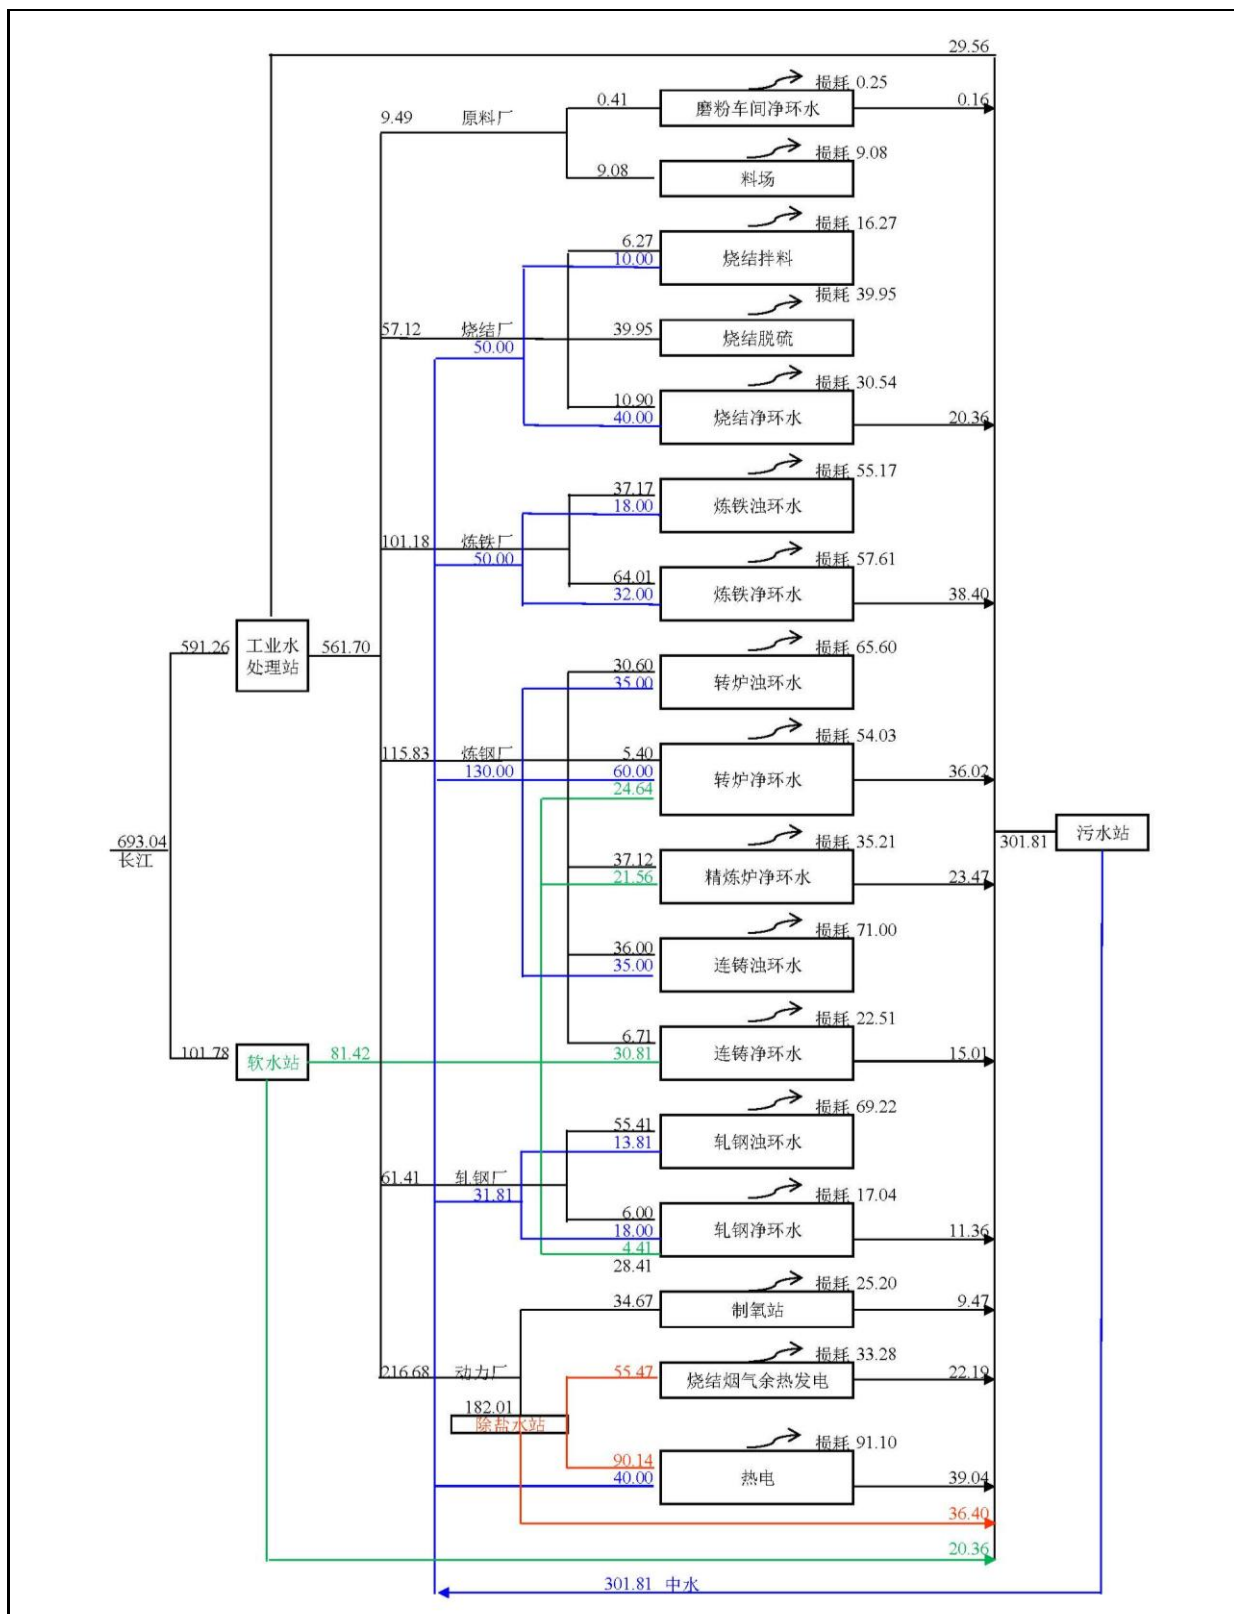 29.56
损耗 0.25
0.41
磨粉车间净环水
0.16
9.49
原料厂
损耗 9.08
9.08
料场
损耗 16.27
6.27
10.00
烧结拌料
损耗 39.95
57.12
烧结厂
39.95
烧结脱硫
50.00
损耗 30.54
10.90
40.00
烧结净环水
20.36
损耗 55.17
37.17
18.00
炼铁浊环水
101.18
炼铁厂
50.00
损耗 57.61
64.01
32.00
炼铁净环水
38.40
591.26
工业水
处理站
561.70
损耗 65.60
30.60
35.00
转炉浊环水
损耗 54.03
115.83
炼钢厂
5.40
130.00
60.00
24.64
转炉净环水
36.02
693.04
长江
301.81
污水站
损耗 35.21
37.12
21.56
精炼炉净环水
23.47
损耗 71.00
36.00
35.00
连铸浊环水
损耗 22.51
101.78
软水站
81.42
6.71
30.81
连铸净环水
15.01
损耗 69.22
55.41
13.81
轧钢浊环水
61.41
轧钢厂
31.81
损耗 17.04
6.00
18.00
4.41
28.41
轧钢净环水
11.36
损耗 25.20
34.67
制氧站
9.47
216.68
动力厂
损耗 33.28
55.47
烧结烟气余热发电
22.19
182.01
除盐水站
损耗 91.10
90.14
40.00
热电
39.04
36.40
20.36
301.81 中水